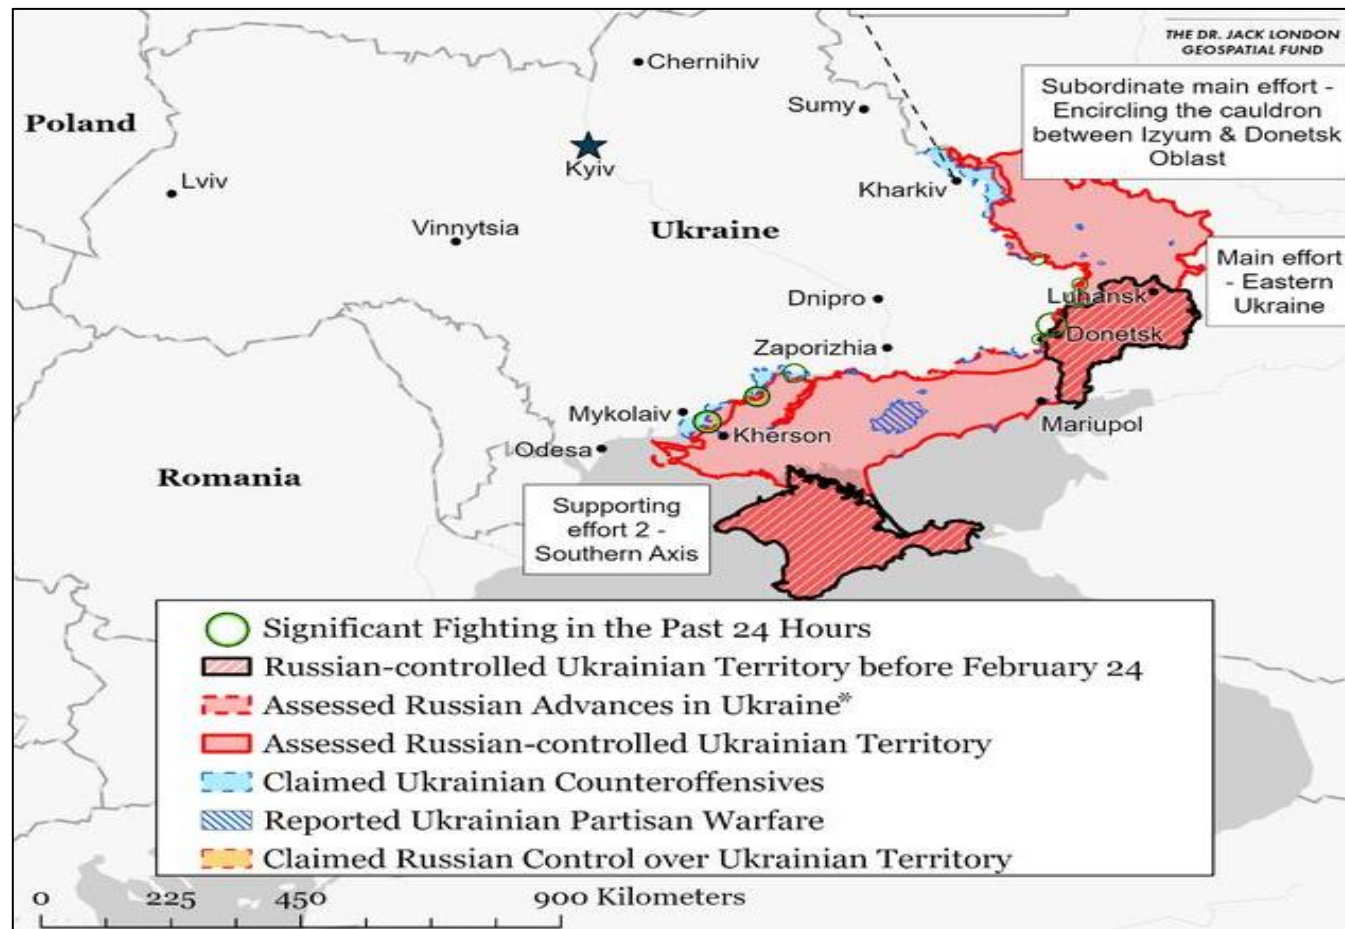 THE DR. JACK LONDON
GEOSPATIAL FUND
Subordinate main effort -
Encircling the cauldron
between Izyum & Donetsk
Oblast
Chernihiv
Sumy
Poland
Kyiv
Lviv
Kharkiv
Vinnytsia
Ukraine
Main effort
- Eastern
Ukraine
Dnipro
Luhansk
Donetsk
Zaporizhia
Mykolaiv
Mariupol
Kherson
Odesa
Romania
Supporting
effort 2 -
Southern Axis
Significant Fighting in the Past 24 Hours
Russian-controlled Ukrainian Territory before February 24
Assessed Russian Advances in Ukraine*
Assessed Russian-controlled Ukrainian Territory
Claimed Ukrainian Counteroffensives
Reported Ukrainian Partisan Warfare
Claimed Russian Control over Ukrainian Territory
0 225 450 900 Kilometers